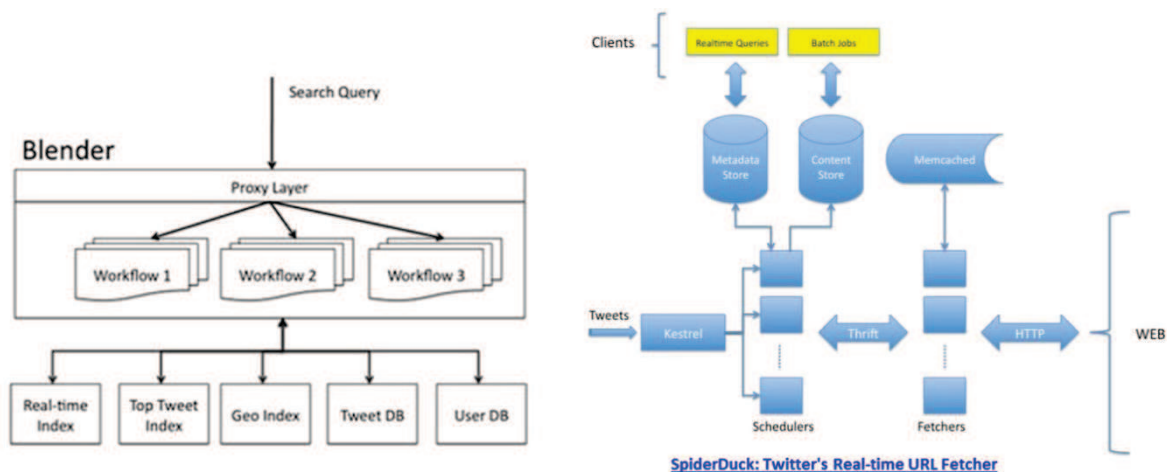 Search Query
Blender
Proxy Layer
Workflow 1
Workflow 2
Workflow 3
Real-time
Index
Top Tweet
Index
Geo Index
Tweet DB
User DB
Clients
Realtime Queries
Batch Jobs
Metadata
Store
Content
Store
Memcached
Tweets
Kestrel
Thrift
HTTP
WEB
Schedulers
Fetchers
SpiderDuck: Twitter's Real-time URL Fetcher